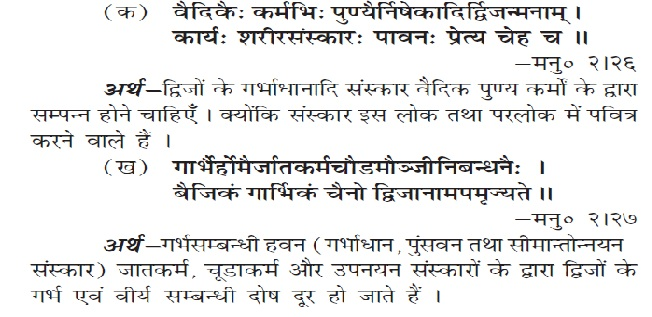 (क) वैदिकैः कर्मभिः पुण्यैर्निषेकादिर्द्विजन्मनाम् ।
कार्यः शरीरसंस्कारः पावनः प्रेत्य चेह च ॥
—मनु० २।२६
अर्थ—द्विजों के गर्भाधानादि संस्कार वैदिक पुण्य कर्मों के द्वारा
सम्पन्न होने चाहिएँ । क्योंकि संस्कार इस लोक तथा परलोक में पवित्र
करने वाले हैं ।
(ख) गार्भैर्होमैर्जातकर्मचौडमौञ्जीनिबन्धनैः ।
बैजिकं गार्भिकं चैनो द्विजानामपमृज्यते ॥
—मनु० २।२७
अर्थ—गर्भसम्बन्धी हवन (गर्भाधान, पुंसवन तथा सीमान्तोन्नयन
संस्कार) जातकर्म, चूडाकर्म और उपनयन संस्कारों के द्वारा द्विजों के
गर्भ एवं वीर्य सम्बन्धी दोष दूर हो जाते हैं ।